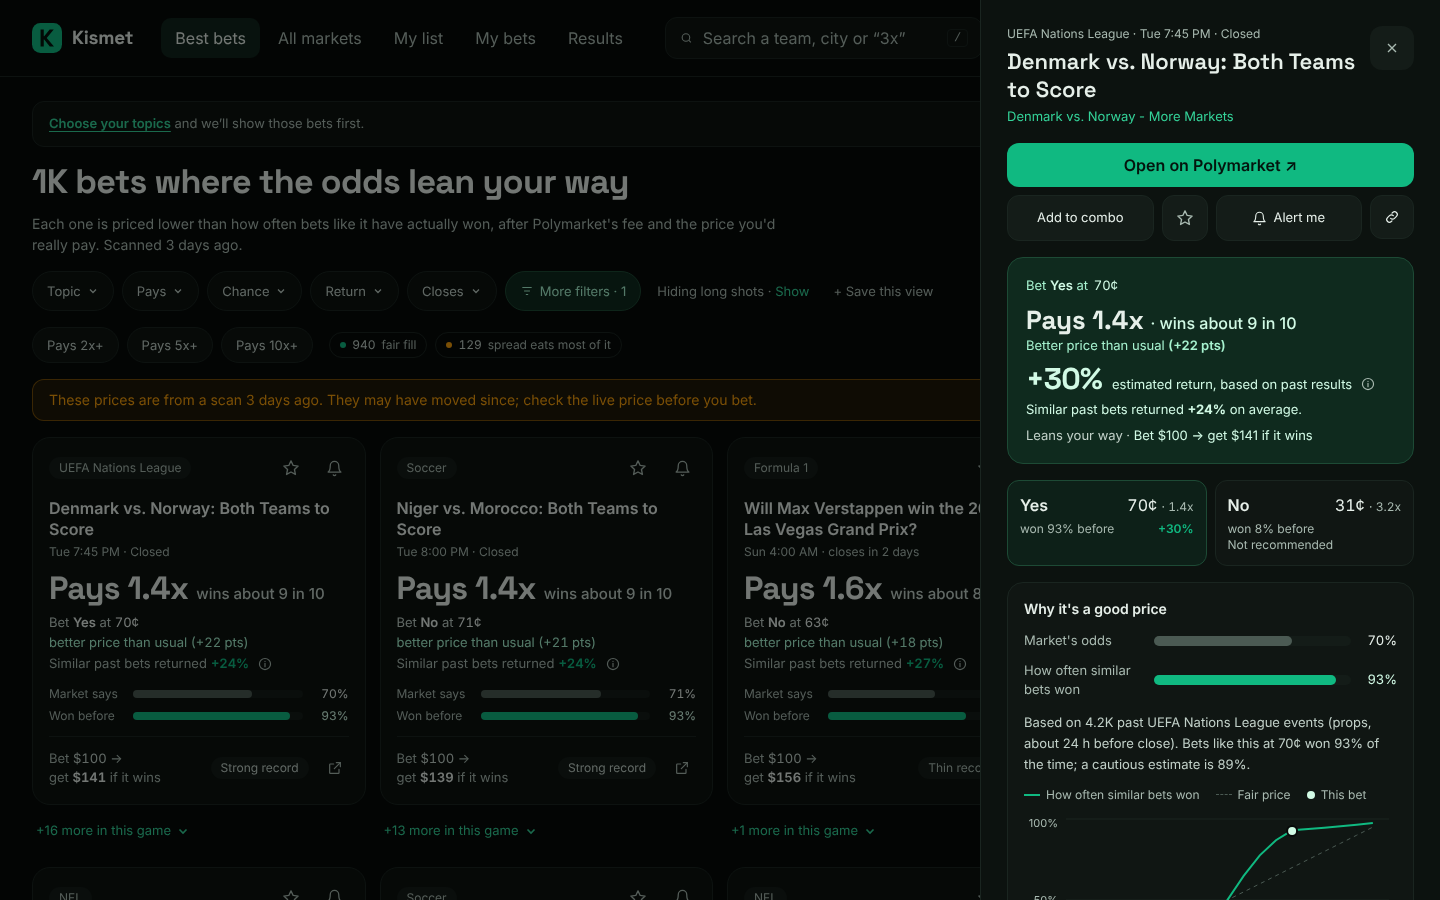 Kismet
Best bets
All markets
My list
My bets
Results
Search a team, city or “3x”
/
Choose your topics and we'll show those bets first.
1K bets where the odds lean your way
Each one is priced lower than how often bets like it have actually won, after Polymarket's fee and the price you'd
really pay. Scanned 3 days ago.
Topic
Pays
Chance
Return
Closes
More filters · 1
Hiding long shots · Show
+ Save this view
Pays 2x+
Pays 5x+
Pays 10x+
940 fair fill
129 spread eats most of it
These prices are from a scan 3 days ago. They may have moved since; check the live price before you bet.
UEFA Nations League
Denmark vs. Norway: Both Teams to
Score
Tue 7:45 PM · Closed
Pays 1.4x wins about 9 in 10
Bet Yes at 70¢
better price than usual (+22 pts)
Similar past bets returned +24%
Market says 70%
Won before 93%
Bet $100 →
get $141 if it wins
Strong record
+16 more in this game
Soccer
Niger vs. Morocco: Both Teams to
Score
Tue 8:00 PM · Closed
Pays 1.4x wins about 9 in 10
Bet No at 71¢
better price than usual (+21 pts)
Similar past bets returned +24%
Market says 71%
Won before 93%
Bet $100 →
get $139 if it wins
Strong record
+13 more in this game
Formula 1
Will Max Verstappen win the 20
Las Vegas Grand Prix?
Sun 4:00 AM · closes in 2 days
Pays 1.6x wins about 8
Bet No at 63¢
better price than usual (+18 pts)
Similar past bets returned +27%
Market says
Won before
Bet $100 →
get $156 if it wins
Thin reco
+1 more in this game
NFL
Soccer
UEFA Nations League · Tue 7:45 PM · Closed
Denmark vs. Norway: Both Teams
to Score
Denmark vs. Norway - More Markets
Open on Polymarket ↗
Add to combo
Alert me
Bet Yes at 70¢
Pays 1.4x · wins about 9 in 10
Better price than usual (+22 pts)
+30% estimated return, based on past results
Similar past bets returned +24% on average.
Leans your way · Bet $100 → get $141 if it wins
Yes 70¢ · 1.4x
won 93% before +30%
No 31¢ · 3.2x
won 8% before
Not recommended
Why it's a good price
Market's odds 70%
How often similar
bets won 93%
Based on 4.2K past UEFA Nations League events (props,
about 24 h before close). Bets like this at 70¢ won 93% of
the time; a cautious estimate is 89%.
How often similar bets won
Fair price
This bet
100%
50%